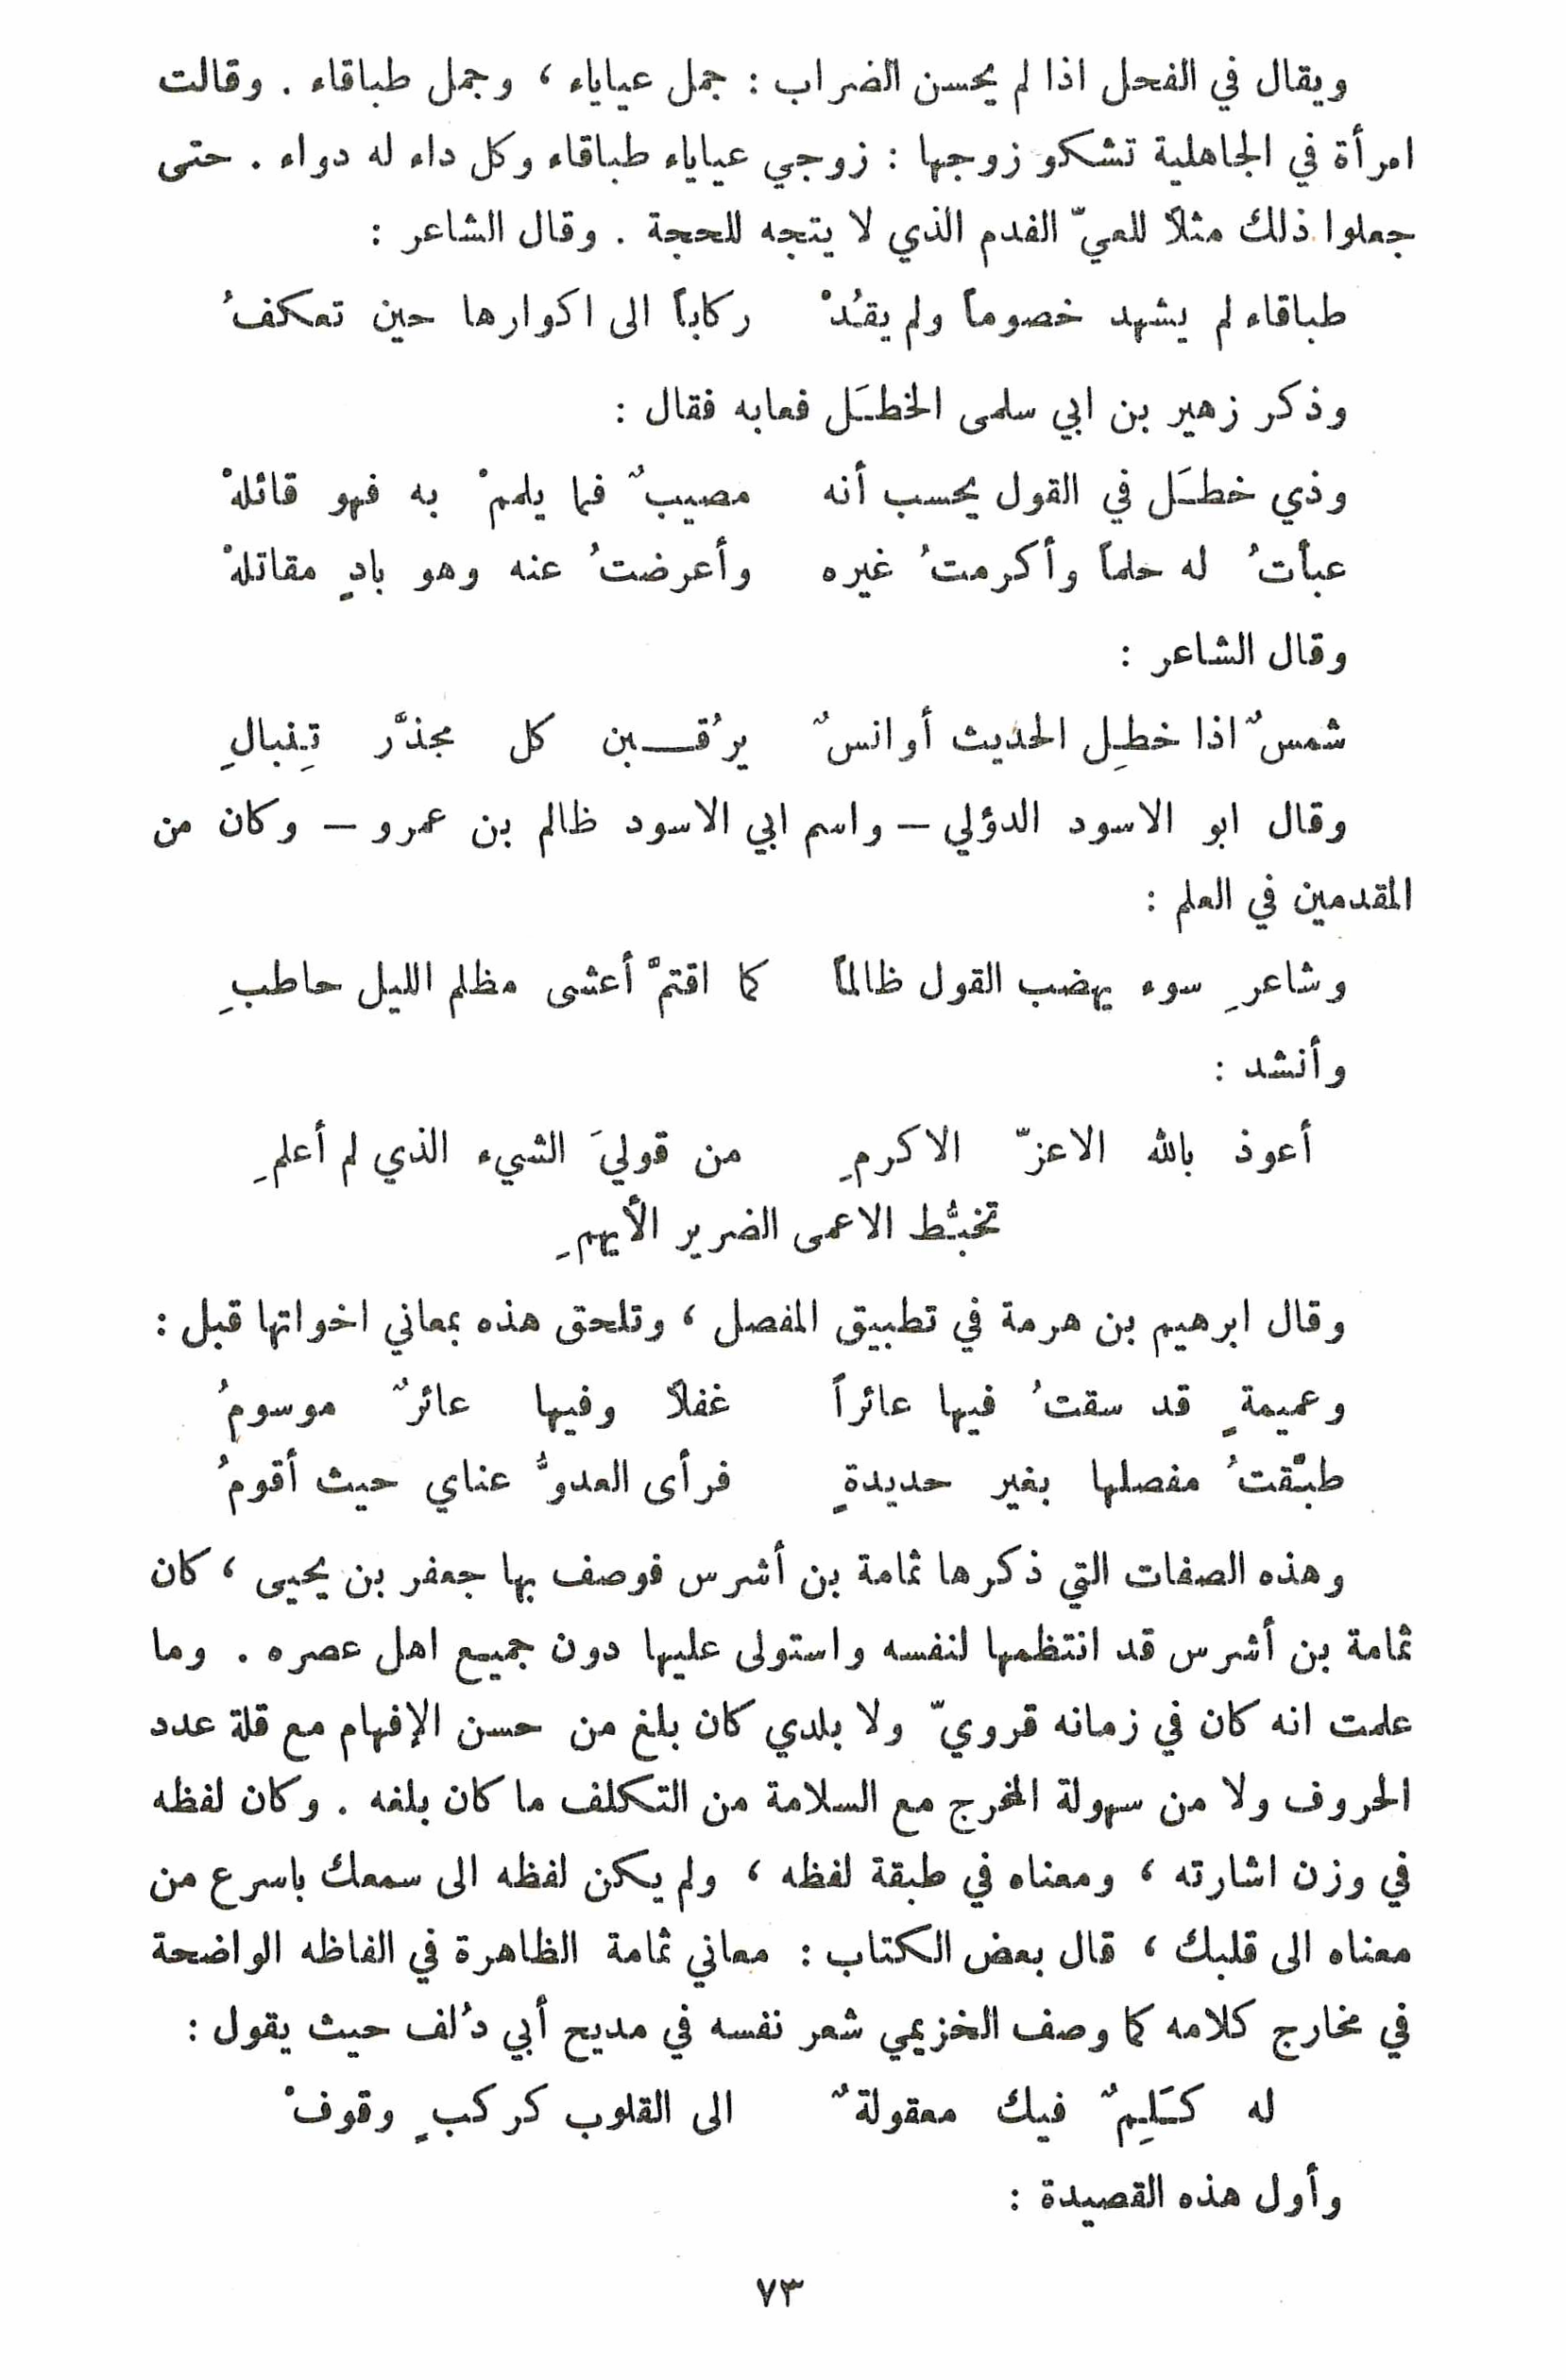 ويقال في الفحل اذا لم يحسن الضراب : جمل عياياء ، وجمل طباقاء . وقالت
امرأة في الجاهلية تشكو زوجها : زوجي عياياء طباقاء وكل داء له دواء . حتى
جعلوا ذلك مثلاً للعيّ الفدم الذي لا يتجه للحجة . وقال الشاعر :
طباقاء لم يشهد خصوماً ولم يقُدْ ركاباً الى اكوارها حين تعكفُ
وذكر زهير بن ابي سلمى الخطَل فعابه فقال :
وذي خطَل في القول يحسب أنه مصيبٌ فما يلممْ به فهو قائلهْ
عبأتُ له حلماً وأكرمتُ غيره وأعرضتُ عنه وهو بادٍ مقاتلهْ
وقال الشاعر :
شمسٌ اذا خطِل الحديث أوانسٌ يرقُبن كل مجذَّر تِنبالِ
وقال ابو الاسود الدؤلي – واسم ابي الاسود ظالم بن عمرو – وكان من
المقدمين في العلم :
وشاعرِ سوء يهضب القول ظالماً كما اقتمْ أعشى مظلم الليل حاطبِ
وأنشد :
أعوذ بالله الاعزّ الاكرمِ من قوليَ الشيء الذي لم أعلمِ
تخبُّط الاعمى الضرير الأيهمِ
وقال ابرهيم بن هرمة في تطبيق المفصل ، وتلحق هذه بمعاني اخواتها قبل :
وعميمةٍ قد سقتُ فيها عائراً غفلاً وفيها عائرٌ موسومُ
طبّقتُ مفصلها بغير حديدةٍ فرأى العدوُّ عناي حيث أقومُ
وهذه الصفات التي ذكرها ثمامة بن أشرس فوصف بها جعفر بن يحيى ، كان
ثمامة بن أشرس قد انتظمها لنفسه واستولى عليها دون جميع اهل عصره . وما
علمت انه كان في زمانه قرويّ ولا بلدي كان بلغ من حسن الإفهام مع قلة عدد
الحروف ولا من سهولة المخرج مع السلامة من التكلف ما كان بلغه . وكان لفظه
في وزن اشارته ، ومعناه في طبقة لفظه ، ولم يكن لفظه الى سمعك باسرع من
معناه الى قلبك ، قال بعض الكتاب : معاني ثمامة الظاهرة في الفاظه الواضحة
في مخارج كلامه كما وصف الخزيمي شعر نفسه في مديح أبي دُلف حيث يقول :
له كَلِمٌ فيك معقولةٌ الى القلوب كركبٍ وقوفْ
وأول هذه القصيدة :
٧٣